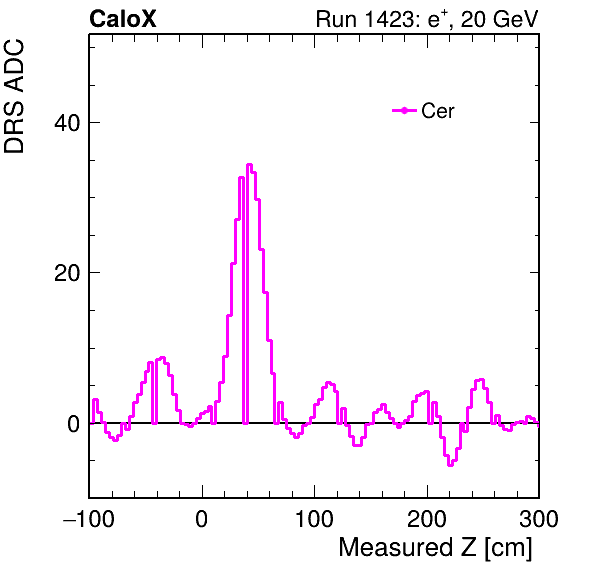 CaloX Run 1423: e⁺, 20 GeV
DRS ADC
Cer
40
20
0
−100 0 100 200 300
Measured Z [cm]